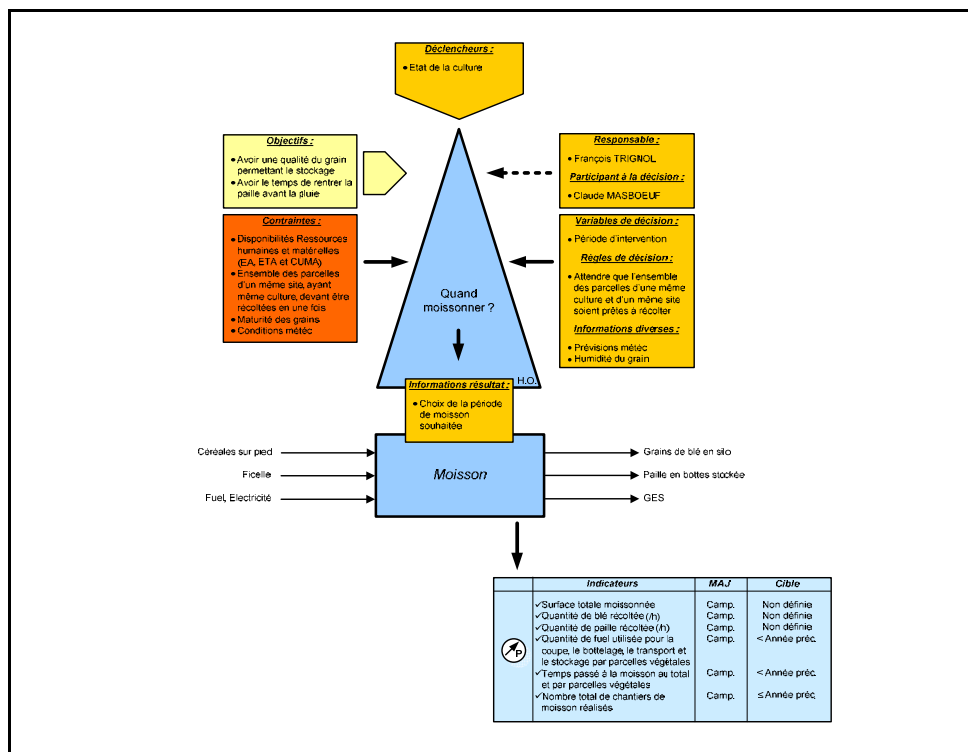 Déclencheurs :
• Etat de la culture
Objectifs :
• Avoir une qualité du grain
permettant le stockage
• Avoir le temps de rentrer la
paille avant la pluie
Responsable :
• François TRIGNOL
Participant à la décision :
• Claude MASBOEUF
Contraintes :
• Disponibilités Ressources
humaines et matérielles
(EA, ETA et CUMA)
• Ensemble des parcelles
d'un même site, ayant
même culture, devant être
récoltées en une fois
• Maturité des grains
• Conditions météc
Variables de décision :
• Période d'intervention
Règles de décision :
• Attendre que l'ensemble
des parcelles d'une même
culture et d'un même site
soient prêtes à récolter
Informations diverses :
• Prévisions météc
• Humidité du grain
Quand
moissonner ?
H.O.
Informations résultat :
• Choix de la période
de moisson
souhaitée
Céréales sur pied
Ficelle
Fuel, Electricité
Moisson
Grains de blé en silo
Paille en bottes stockée
GES
Indicateurs MAJ Cible
✓Surface totale moissonnée Camp. Non définie
✓Quantité de blé récoltée (/h) Camp. Non définie
✓Quantité de paille récoltée (/h) Camp. Non définie
✓Quantité de fuel utilisée pour la Camp. < Année préc.
coupe, le bottelage, le transport et
le stockage par parcelles végétales
✓Temps passé à la moisson au total Camp. < Année préc.
et par parcelles végétales
✓Nombre total de chantiers de Camp. ≤ Année préc.
moisson réalisés
P